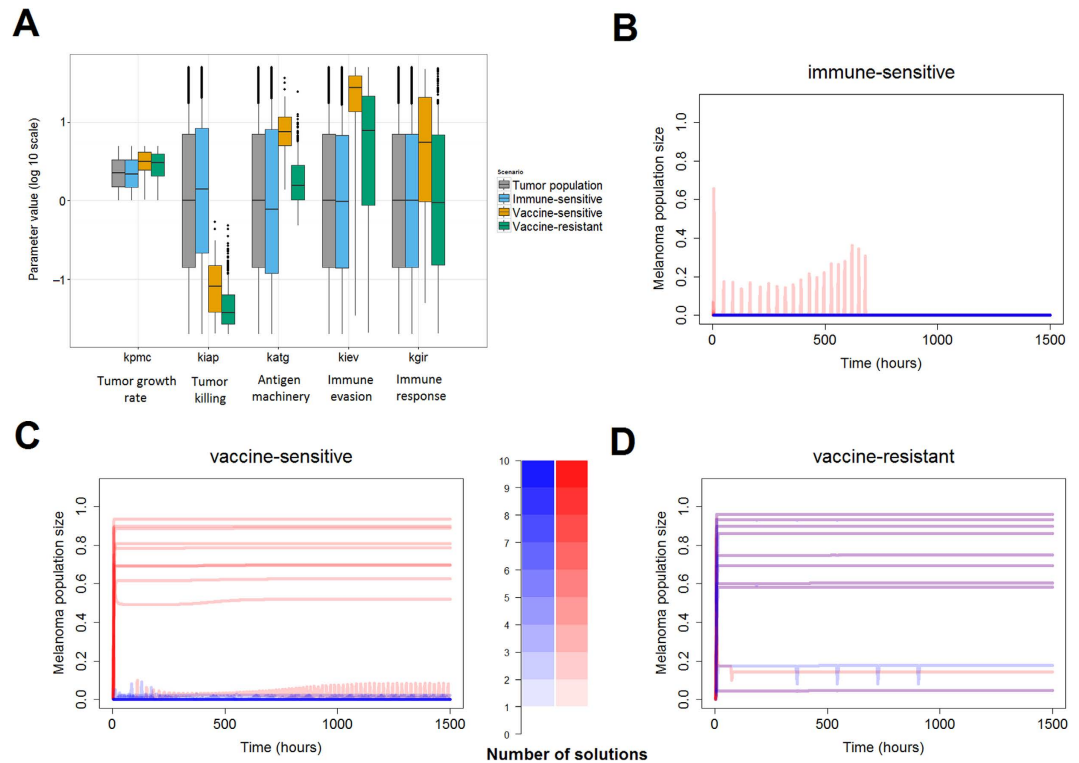 A
Parameter value (log 10 scale)
1
0
−1
kpmc kiap katg kiev kgir
Tumor growth rate
Tumor killing
Antigen machinery
Immune evasion
Immune response
Scenario
Tumor population
Immune-sensitive
Vaccine-sensitive
Vaccine-resistant
B
immune-sensitive
Melanoma population size
1.0
0.8
0.6
0.4
0.2
0.0
0 500 1000 1500
Time (hours)
C
vaccine-sensitive
Melanoma population size
1.0
0.8
0.6
0.4
0.2
0.0
0 500 1000 1500
Time (hours)
10
9
8
7
6
5
4
3
2
1
0
Number of solutions
D
vaccine-resistant
Melanoma population size
1.0
0.8
0.6
0.4
0.2
0.0
0 500 1000 1500
Time (hours)